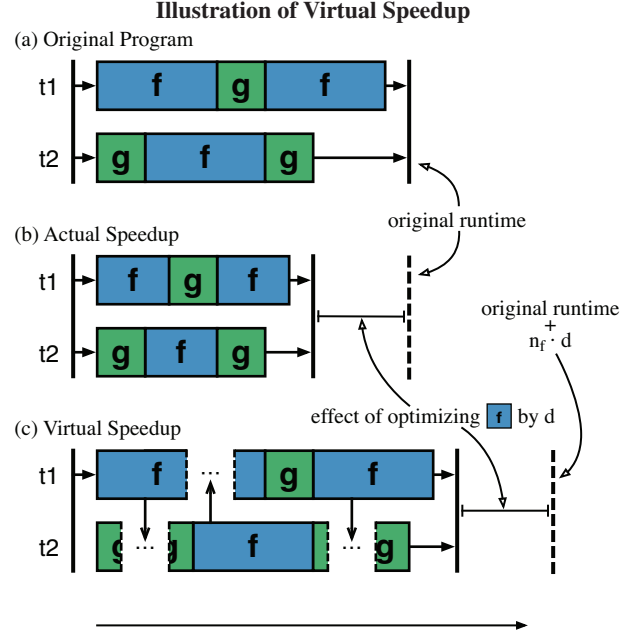 Illustration of Virtual Speedup
(a) Original Program
t1
f
g
f
t2
g
f
g
original runtime
(b) Actual Speedup
t1
f
g
f
t2
g
f
g
original runtime
+
n_f · d
effect of optimizing f by d
(c) Virtual Speedup
t1
f
...
g
f
t2
g
...
g
f
...
g